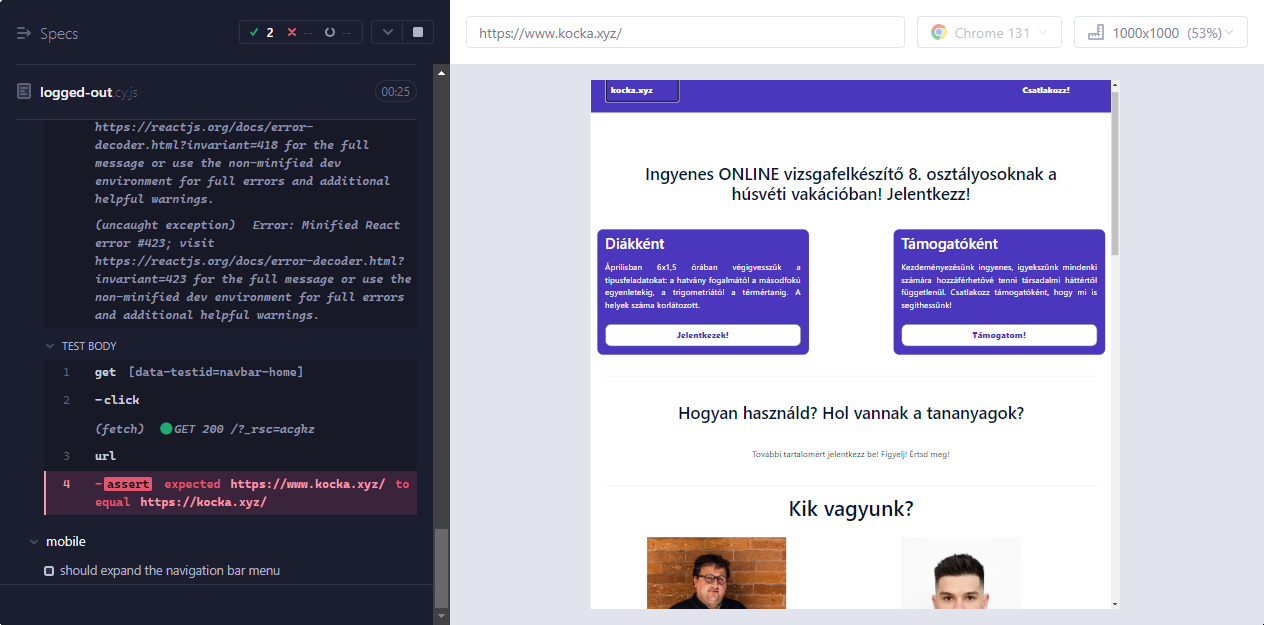 Specs
2 -- --
logged-out.cy.js 00:25
https://reactjs.org/docs/error-
decoder.html?invariant=418 for the full
message or use the non-minified dev
environment for full errors and additional
helpful warnings.
(uncaught exception) Error: Minified React
error #423; visit
https://reactjs.org/docs/error-decoder.html?
invariant=423 for the full message or use the
non-minified dev environment for full errors
and additional helpful warnings.
TEST BODY
1 get [data-testid=navbar-home]
2 -click
(fetch) GET 200 /?_rsc=acgkz
3 url
4 -assert expected https://www.kocka.xyz/ to
equal https://kocka.xyz/
mobile
should expand the navigation bar menu
https://www.kocka.xyz/
Chrome 131
1000x1000 (53%)
kocka.xyz
Csatlakozz!
Ingyenes ONLINE vizsgafelkészítő 8. osztályosoknak a
húsvéti vakációban! Jelentkezz!
Diákként
Áprilisban 6x1,5 órában végigvesszük a
típusfeladatokat: a hatvány fogalmától a másodfokú
egyenletekig, a trigometriától a térmértanig. A
helyek száma korlátozott.
Jelentkezek!
Támogatóként
Kezdeményezésünk ingyenes, igyekszünk mindenki
számára hozzáférhetővé tenni társadalmi háttértől
függetlenül. Csatlakozz támogatóként, hogy mi is
segíthessünk!
Támogatom!
Hogyan használd? Hol vannak a tananyagok?
További tartalomért jelentkezz be! Figyelj! Értsd meg!
Kik vagyunk?